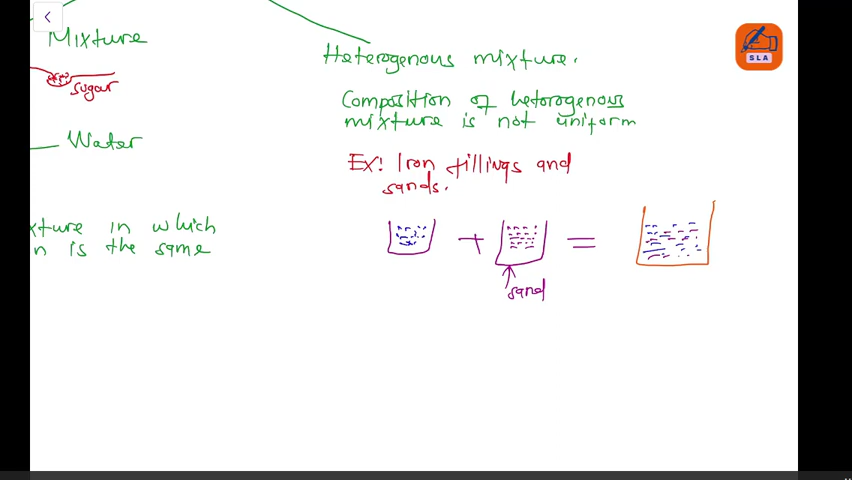 Mixture
sugar
Water
xture in which
n is the same
Heterogenous mixture.
Composition of heterogenous
mixture is not uniform
Ex: Iron fillings and
sands.
+ =
sand
SLA